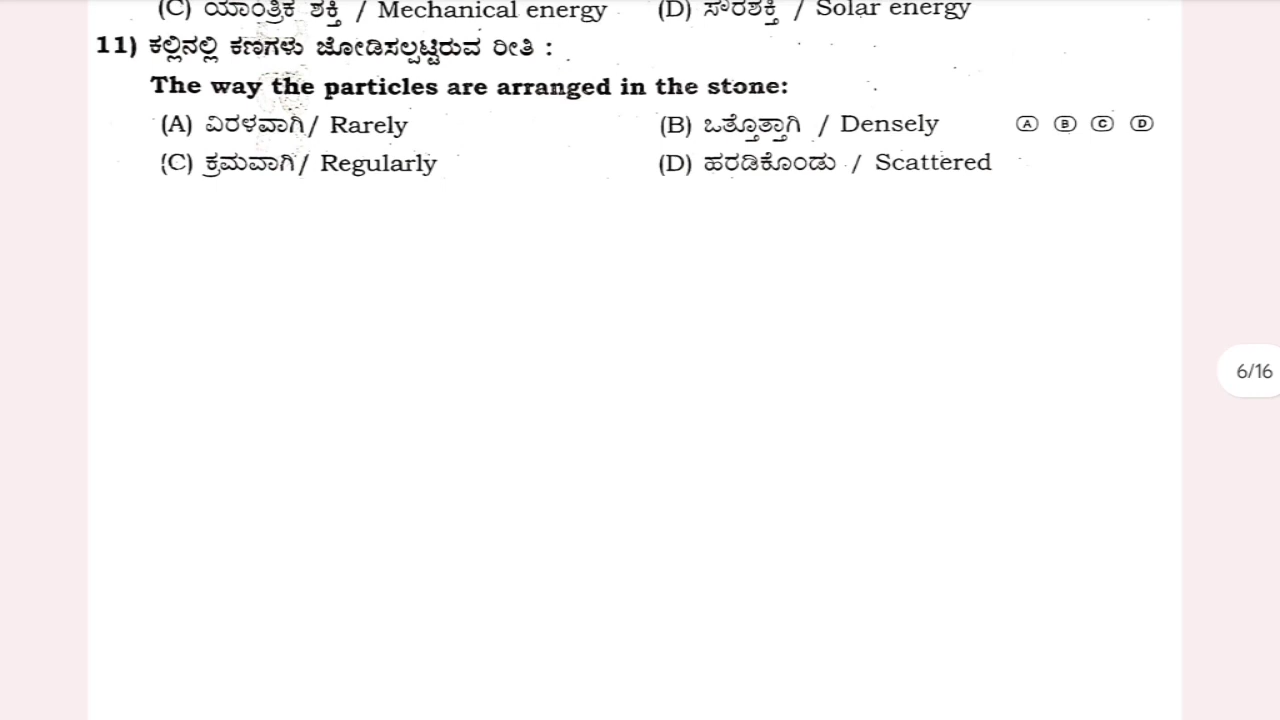 (C) ಯಾಂತ್ರಿಕ ಶಕ್ತಿ / Mechanical energy (D) ಸೌರಶಕ್ತಿ / Solar energy
11) ಕಲ್ಲಿನಲ್ಲಿ ಕಣಗಳು ಜೋಡಿಸಲ್ಪಟ್ಟಿರುವ ರೀತಿ :
The way the particles are arranged in the stone:
(A) ವಿರಳವಾಗಿ / Rarely (B) ಒತ್ತೊತ್ತಾಗಿ / Densely Ⓐ Ⓑ Ⓒ Ⓓ
(C) ಕ್ರಮವಾಗಿ / Regularly (D) ಹರಡಿಕೊಂಡು / Scattered
6/16